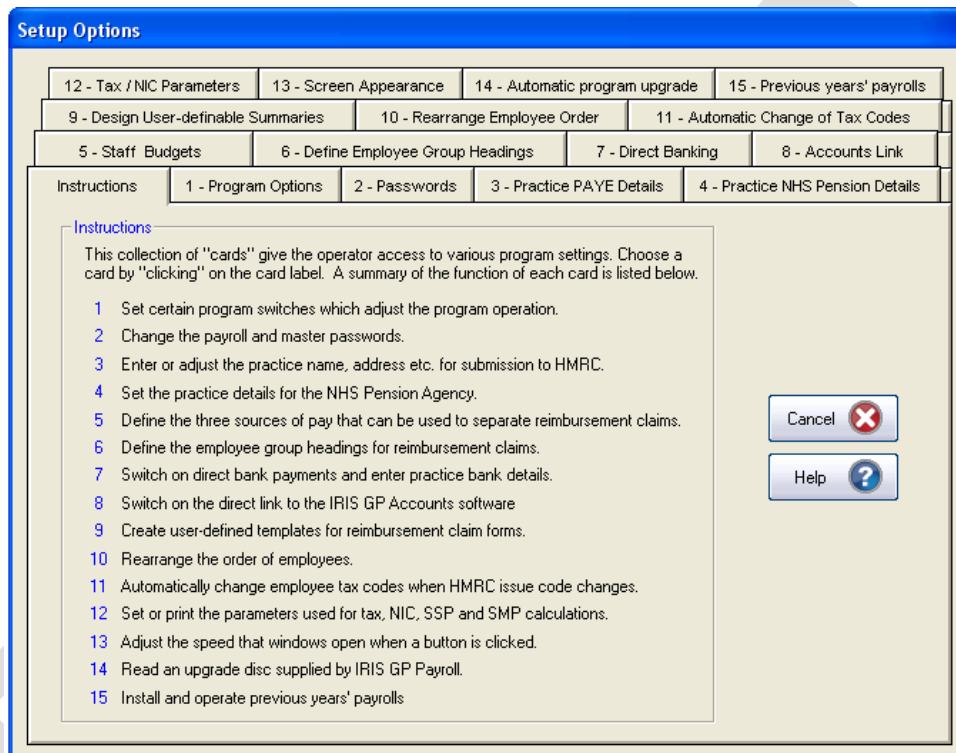 Setup Options
12 - Tax / NIC Parameters 13 - Screen Appearance 14 - Automatic program upgrade 15 - Previous years' payrolls
9 - Design User-definable Summaries 10 - Rearrange Employee Order 11 - Automatic Change of Tax Codes
5 - Staff Budgets 6 - Define Employee Group Headings 7 - Direct Banking 8 - Accounts Link
Instructions 1 - Program Options 2 - Passwords 3 - Practice PAYE Details 4 - Practice NHS Pension Details
Instructions
This collection of "cards" give the operator access to various program settings. Choose a
card by "clicking" on the card label. A summary of the function of each card is listed below.
1 Set certain program switches which adjust the program operation.
2 Change the payroll and master passwords.
3 Enter or adjust the practice name, address etc. for submission to HMRC.
4 Set the practice details for the NHS Pension Agency.
5 Define the three sources of pay that can be used to separate reimbursement claims.
6 Define the employee group headings for reimbursement claims.
7 Switch on direct bank payments and enter practice bank details.
8 Switch on the direct link to the IRIS GP Accounts software
9 Create user-defined templates for reimbursement claim forms.
10 Rearrange the order of employees.
11 Automatically change employee tax codes when HMRC issue code changes.
12 Set or print the parameters used for tax, NIC, SSP and SMP calculations.
13 Adjust the speed that windows open when a button is clicked.
14 Read an upgrade disc supplied by IRIS GP Payroll.
15 Install and operate previous years' payrolls
Cancel
Help